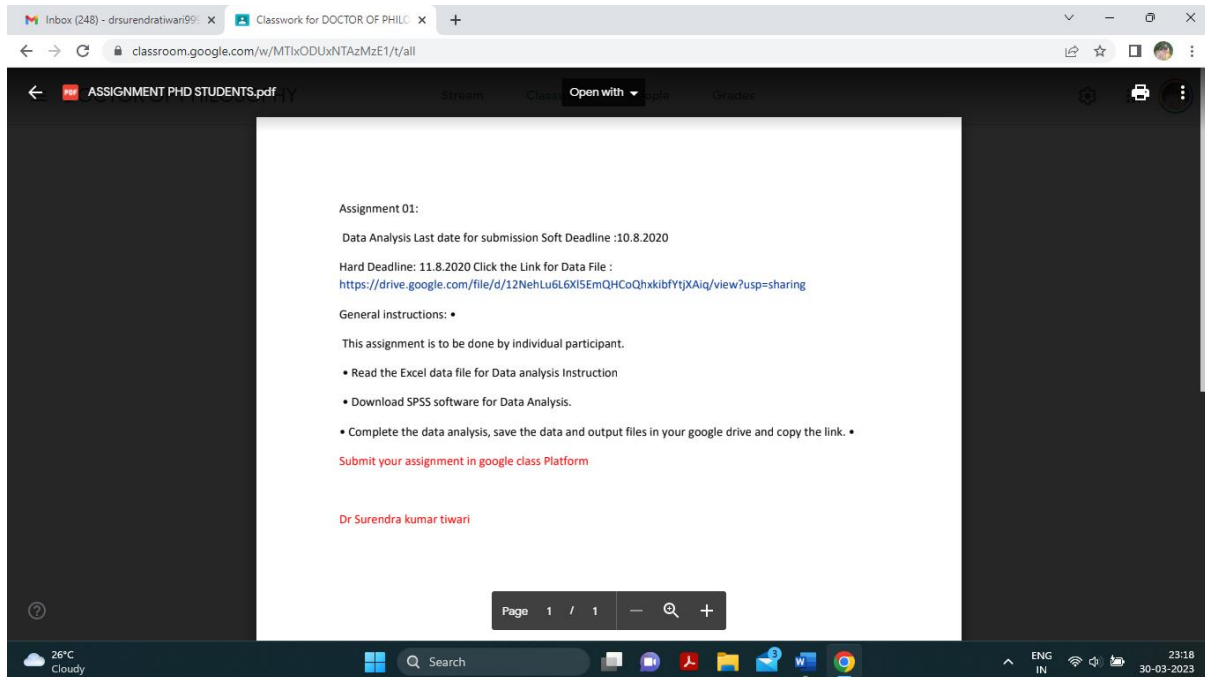 Inbox (248) - drsurendratiwari99
Classwork for DOCTOR OF PHILO
classroom.google.com/w/MTIxODUxNTAzMzE1/t/all
PDF
ASSIGNMENT PHD STUDENTS.pdf
Stream
Open with
Grades
Assignment 01:
Data Analysis Last date for submission Soft Deadline :10.8.2020
Hard Deadline: 11.8.2020 Click the Link for Data File :
https://drive.google.com/file/d/12NehLu6L6Xl5EmQHCoQhxkibfYtjXAiq/view?usp=sharing
General instructions: •
This assignment is to be done by individual participant.
• Read the Excel data file for Data analysis Instruction
• Download SPSS software for Data Analysis.
• Complete the data analysis, save the data and output files in your google drive and copy the link. •
Submit your assignment in google class Platform
Dr Surendra kumar tiwari
Page 1 / 1
26°C
Cloudy
Search
3
ENG
IN
23:18
30-03-2023